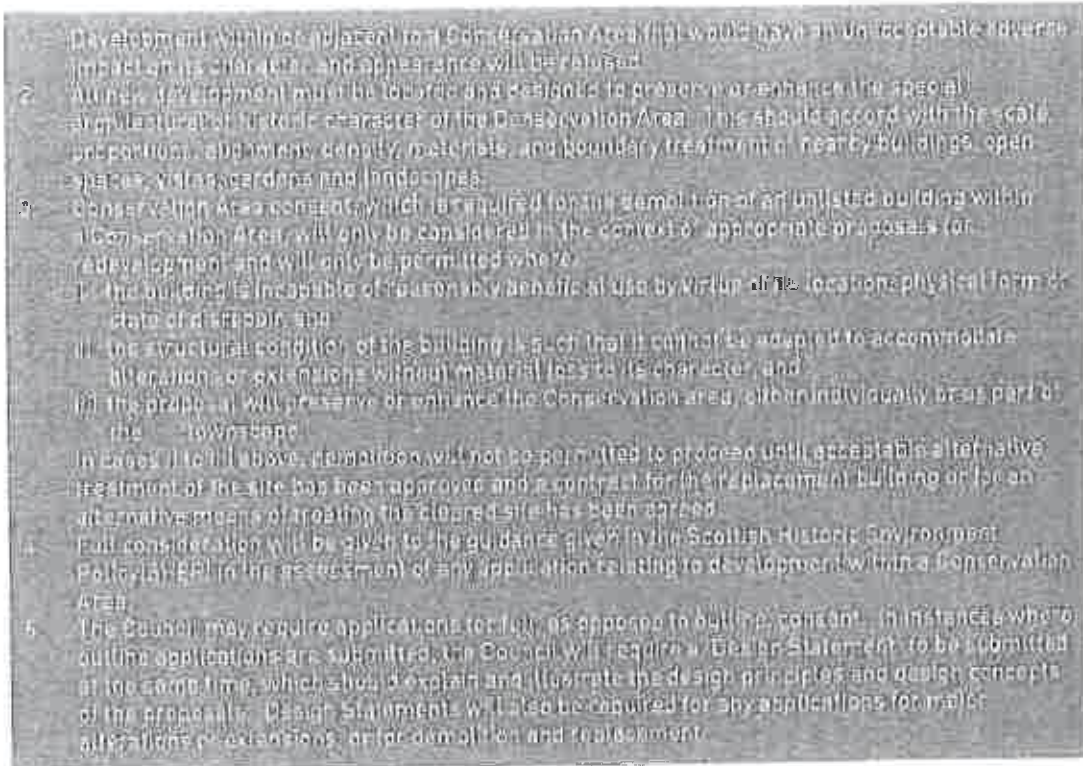 1. Development within or adjacent to a Conservation Area that would have an unacceptable adverse
impact on its character and appearance will be refused.
2. All new development must be located and designed to preserve or enhance the special
architectural or historic character of the Conservation Area. This should accord with the scale,
proportions, alignment, density, materials, and boundary treatment of nearby buildings, open
spaces, vistas, gardens and landscapes.
3. Conservation Area Consent, which is required for the demolition of an unlisted building within
a Conservation Area, will only be considered in the context of appropriate proposals for
redevelopment and will only be permitted where:
i) the building is incapable of reasonably beneficial use by virtue of its location, physical form or
state of disrepair, and
ii) the structural condition of the building is such that it cannot be adapted to accommodate
alterations or extensions without material loss to its character, and
iii) the proposal will preserve or enhance the Conservation area, either individually or as part of
the townscape.
In cases i) to iii) above, demolition will not be permitted to proceed until acceptable alternative
treatment of the site has been approved and a contract for the replacement building or for an
alternative means of treating the cleared site has been agreed.
4. Full consideration will be given to the guidance given in the Scottish Historic Environment
Policy (SHEP) in the assessment of any application relating to development within a Conservation
Area.
5. The Council may require applications for full, as opposed to outline, consent. In instances where
outline applications are submitted, the Council will require a 'Design Statement' to be submitted
at the same time, which should explain and illustrate the design principles and design concepts
of the proposals. Design Statements will also be required for any applications for major
alterations or extensions, or for demolition and replacement.